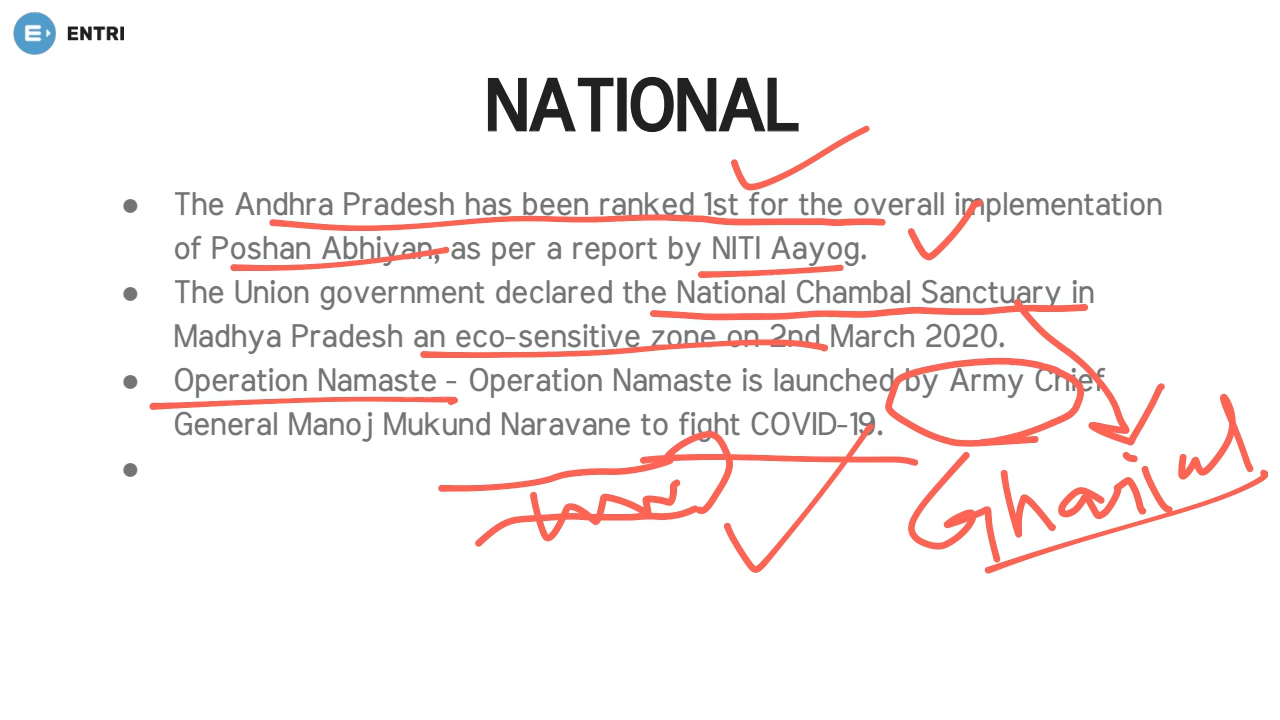 ENTRI
NATIONAL
The Andhra Pradesh has been ranked 1st for the overall implementation
of Poshan Abhiyan, as per a report by NITI Aayog.
The Union government declared the National Chambal Sanctuary in
Madhya Pradesh an eco-sensitive zone on 2nd March 2020.
Operation Namaste - Operation Namaste is launched by Army Chief
General Manoj Mukund Naravane to fight COVID-19.
Gharial